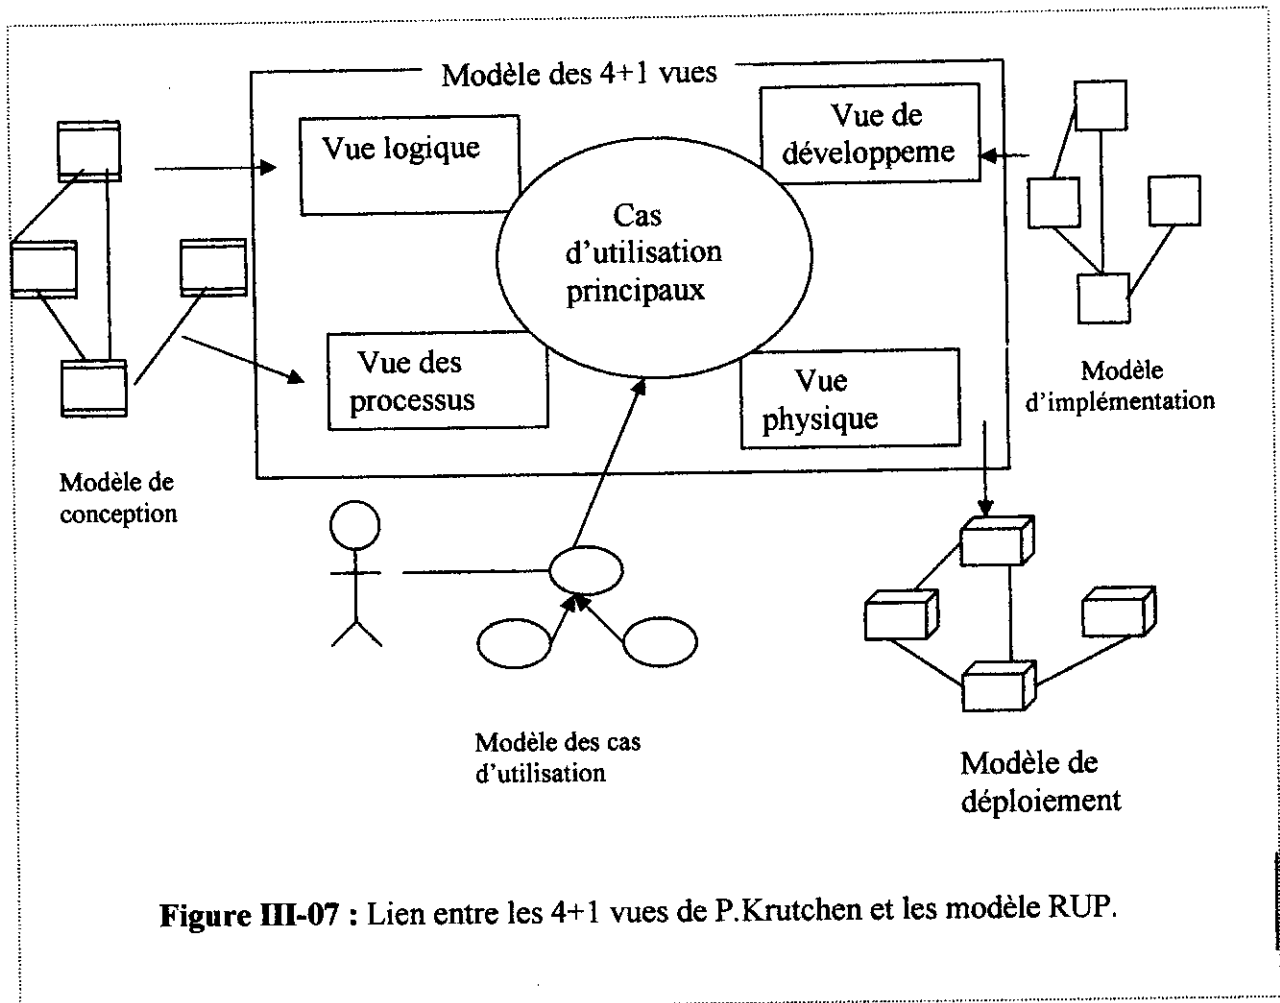 Modèle des 4+1 vues
Vue logique
Vue de
développeme
Cas
d'utilisation
principaux
Vue des
processus
Vue
physique
Modèle
d'implémentation
Modèle de
conception
Modèle des cas
d'utilisation
Modèle de
déploiement
Figure III-07 : Lien entre les 4+1 vues de P.Krutchen et les modèle RUP.